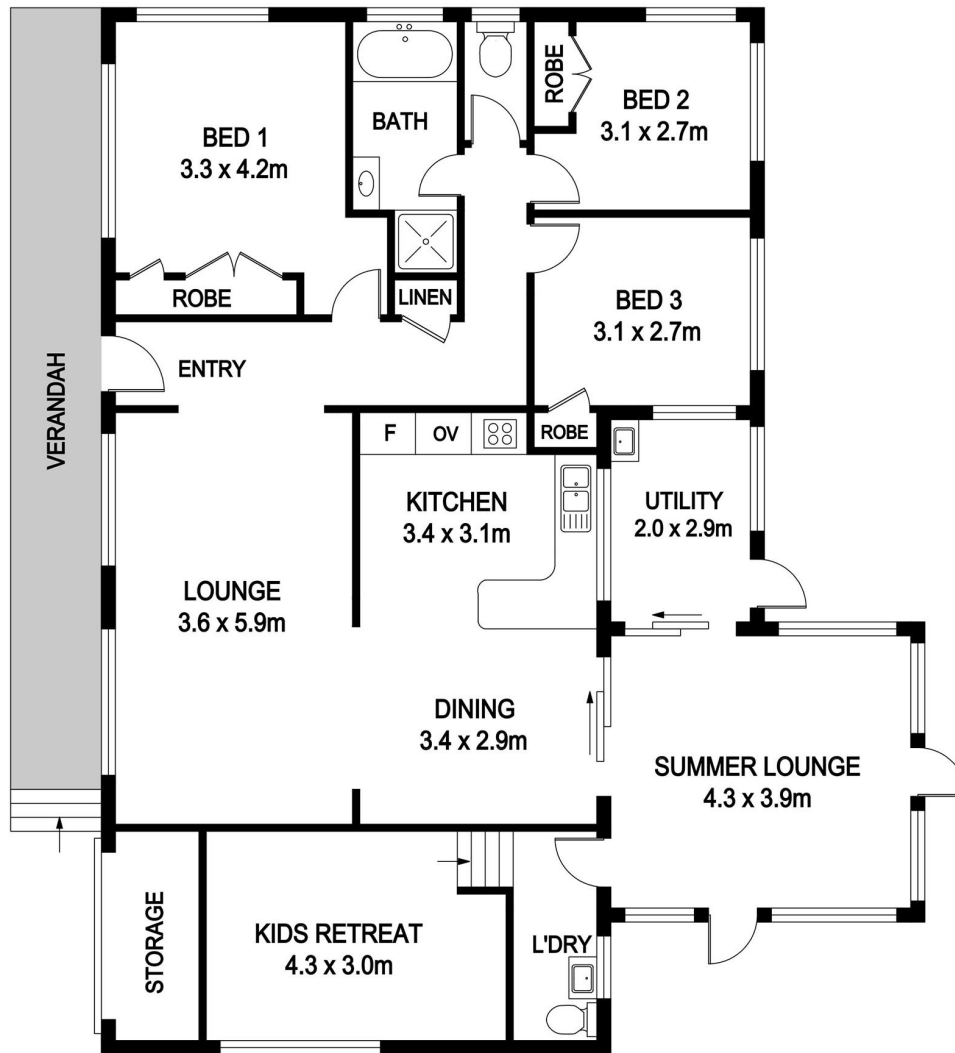 BED 1
3.3 x 4.2m
BATH
ROBE
BED 2
3.1 x 2.7m
ROBE
LINEN
BED 3
3.1 x 2.7m
ENTRY
VERANDAH
F
OV
ROBE
KITCHEN
3.4 x 3.1m
UTILITY
2.0 x 2.9m
LOUNGE
3.6 x 5.9m
DINING
3.4 x 2.9m
SUMMER LOUNGE
4.3 x 3.9m
STORAGE
KIDS RETREAT
4.3 x 3.0m
L'DRY